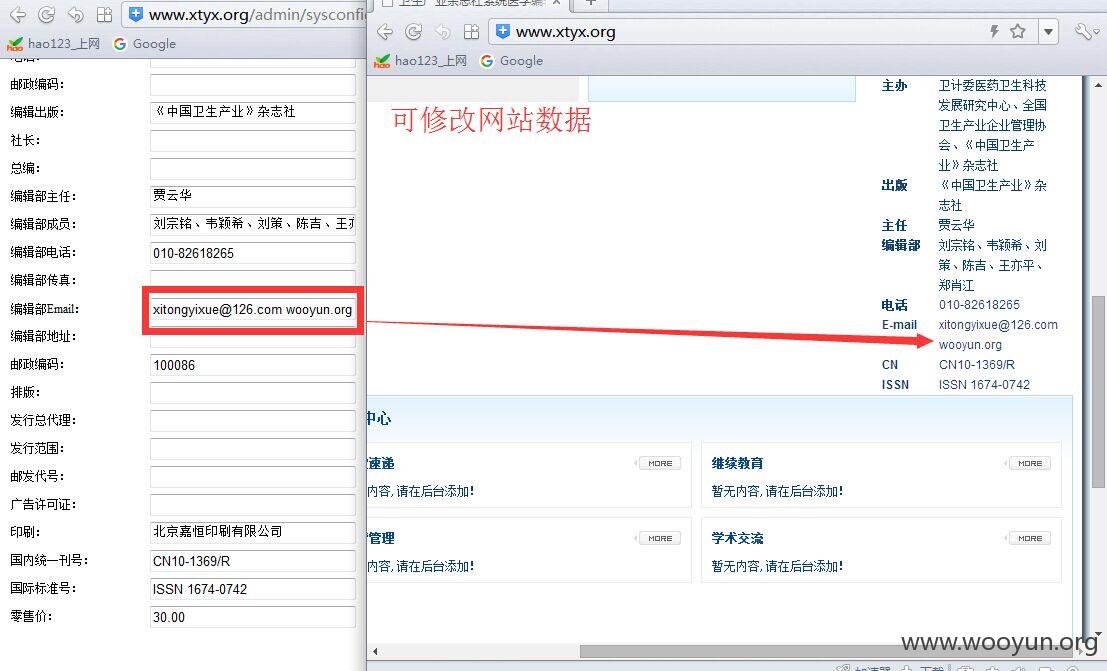 www.xtyx.org/admin/sysconfi
hao123_上网 Google
邮政编码:
编辑出版: 《中国卫生产业》杂志社
社长:
总编:
编辑部主任: 贾云华
编辑部成员: 刘宗铭、韦颖希、刘策、陈吉、王亦
编辑部电话: 010-82618265
编辑部传真:
编辑部Email: xitongyixue@126.com wooyun.org
编辑部地址:
邮政编码: 100086
排版:
发行总代理:
发行范围:
邮发代号:
广告许可证:
印刷: 北京嘉恒印刷有限公司
国内统一刊号: CN10-1369/R
国际标准号: ISSN 1674-0742
零售价: 30.00
www.xtyx.org
hao123_上网 Google
可修改网站数据
主办 卫计委医药卫生科技
发展研究中心、全国
卫生产业企业管理协
会、《中国卫生产
业》杂志社
出版 《中国卫生产业》杂
志社
主任 贾云华
编辑部 刘宗铭、韦颖希、刘
策、陈吉、王亦平、
郑肖江
电话 010-82618265
E-mail xitongyixue@126.com
wooyun.org
CN CN10-1369/R
ISSN ISSN 1674-0742
中心
速递 MORE
内容,请在后台添加!
继续教育 MORE
暂无内容,请在后台添加!
管理 MORE
内容,请在后台添加!
学术交流 MORE
暂无内容,请在后台添加!
www.wooyun.org